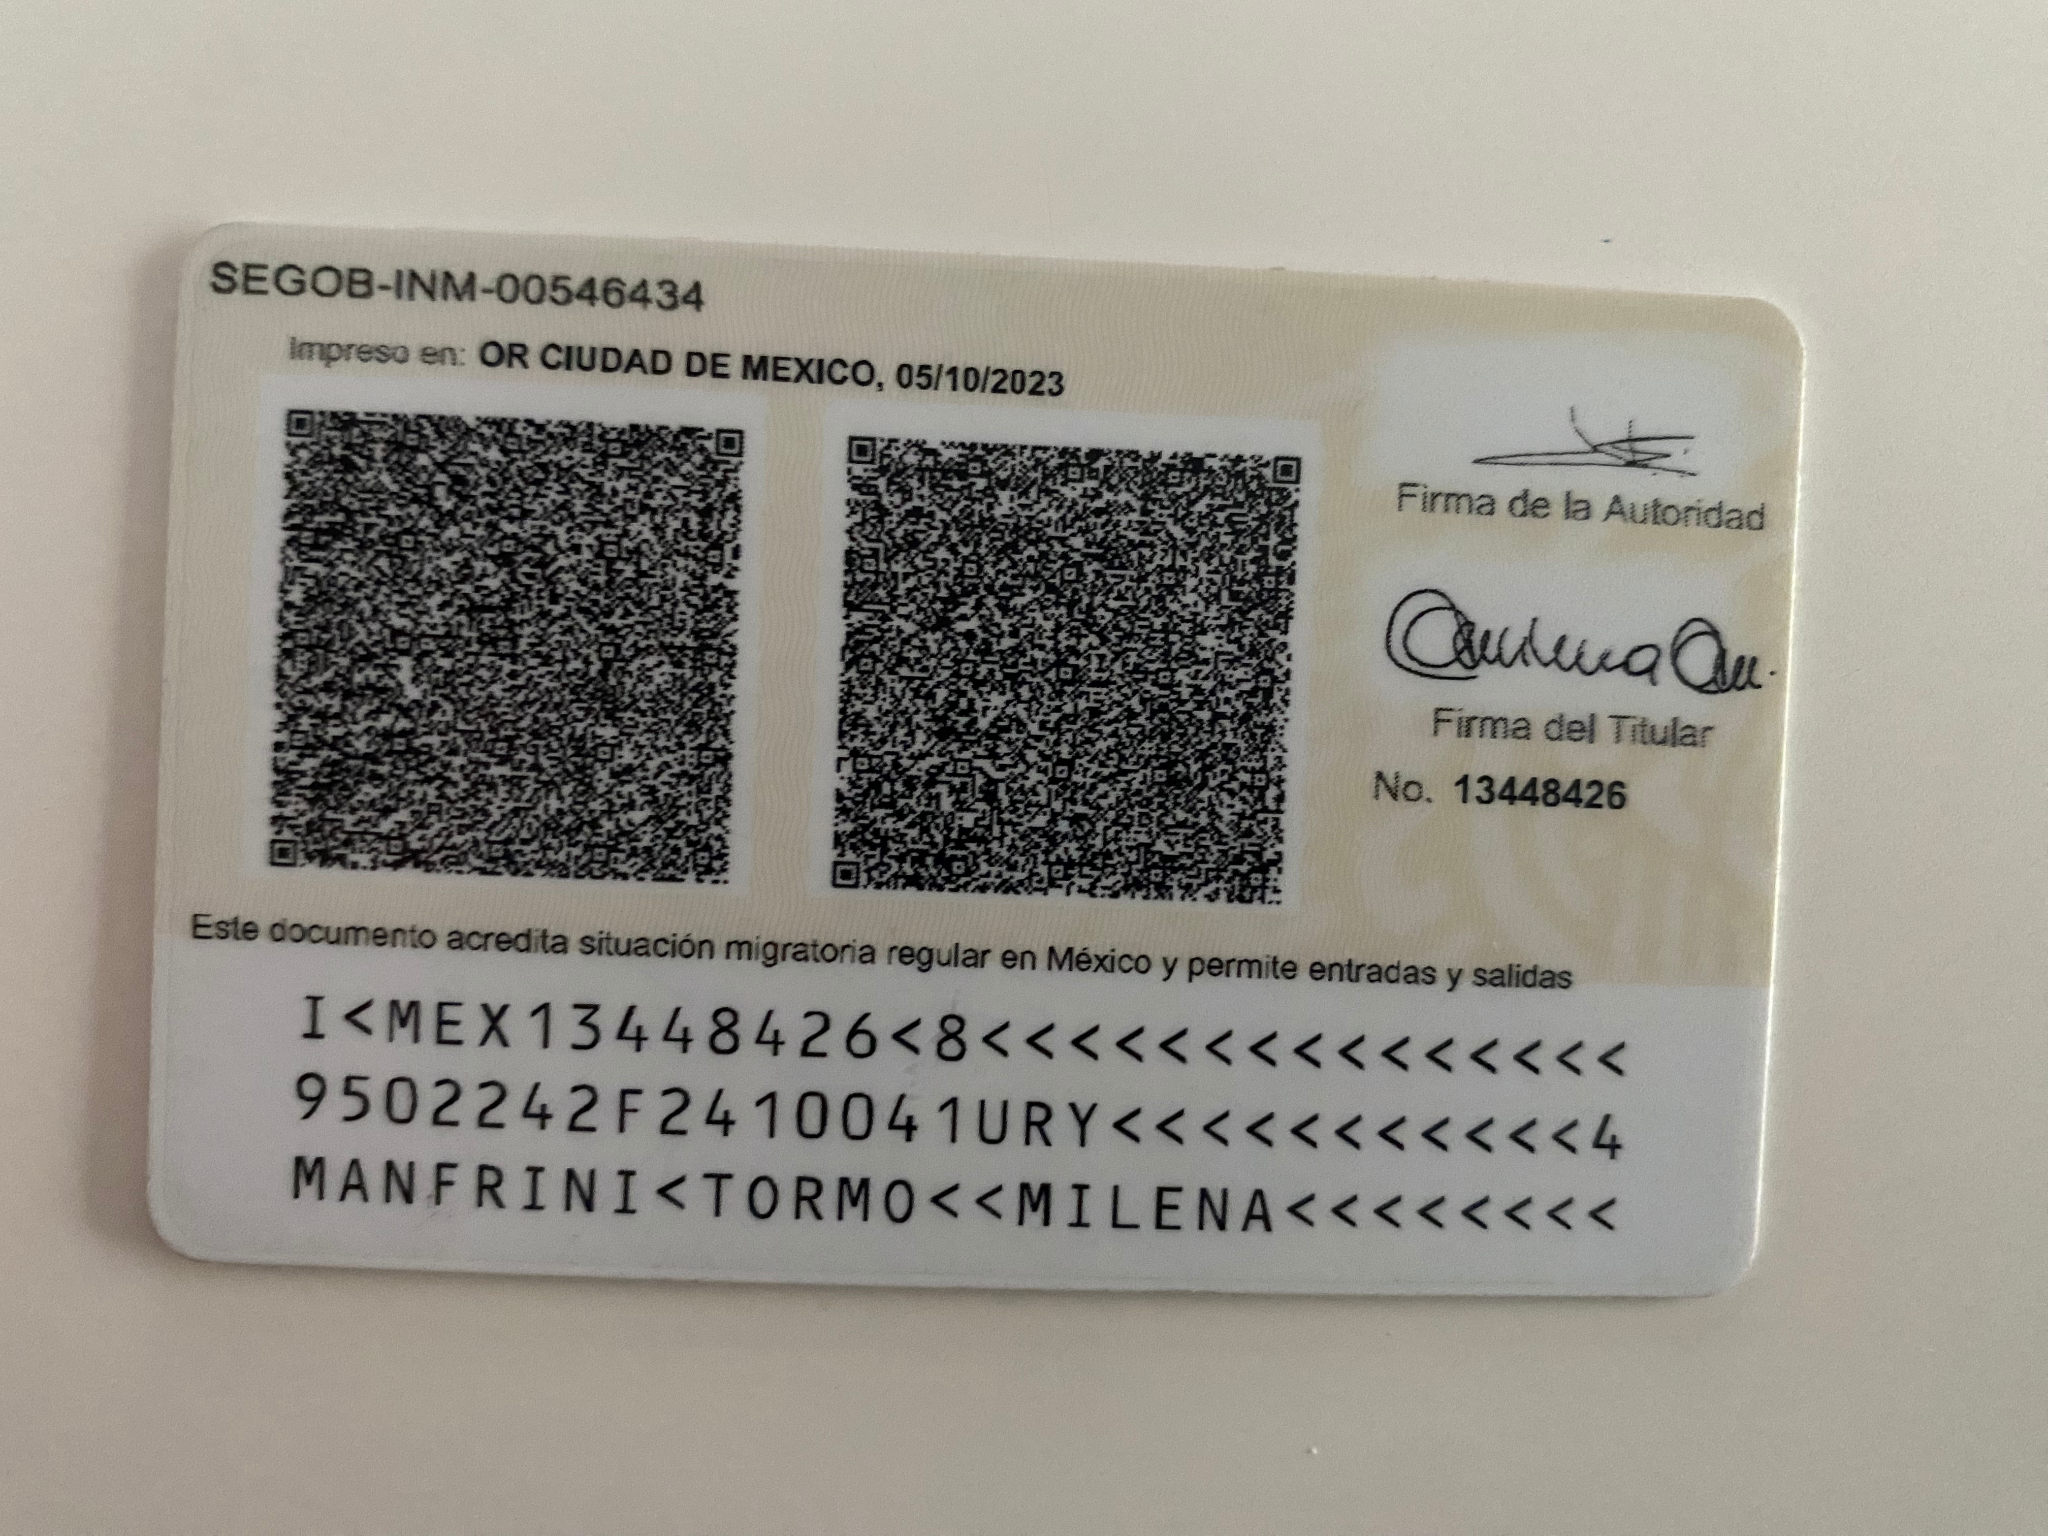 SEGOB-INM-00546434
Impreso en: OR CIUDAD DE MEXICO, 05/10/2023
Firma de la Autoridad
Firma del Titular
No. 13448426
Este documento acredita situación migratoria regular en México y permite entradas y salidas
I<MEX13448426<8<<<<<<<<<<<<<<<
9502242F2410041URY<<<<<<<<<<<4
MANFRINI<TORMO<<MILENA<<<<<<<<